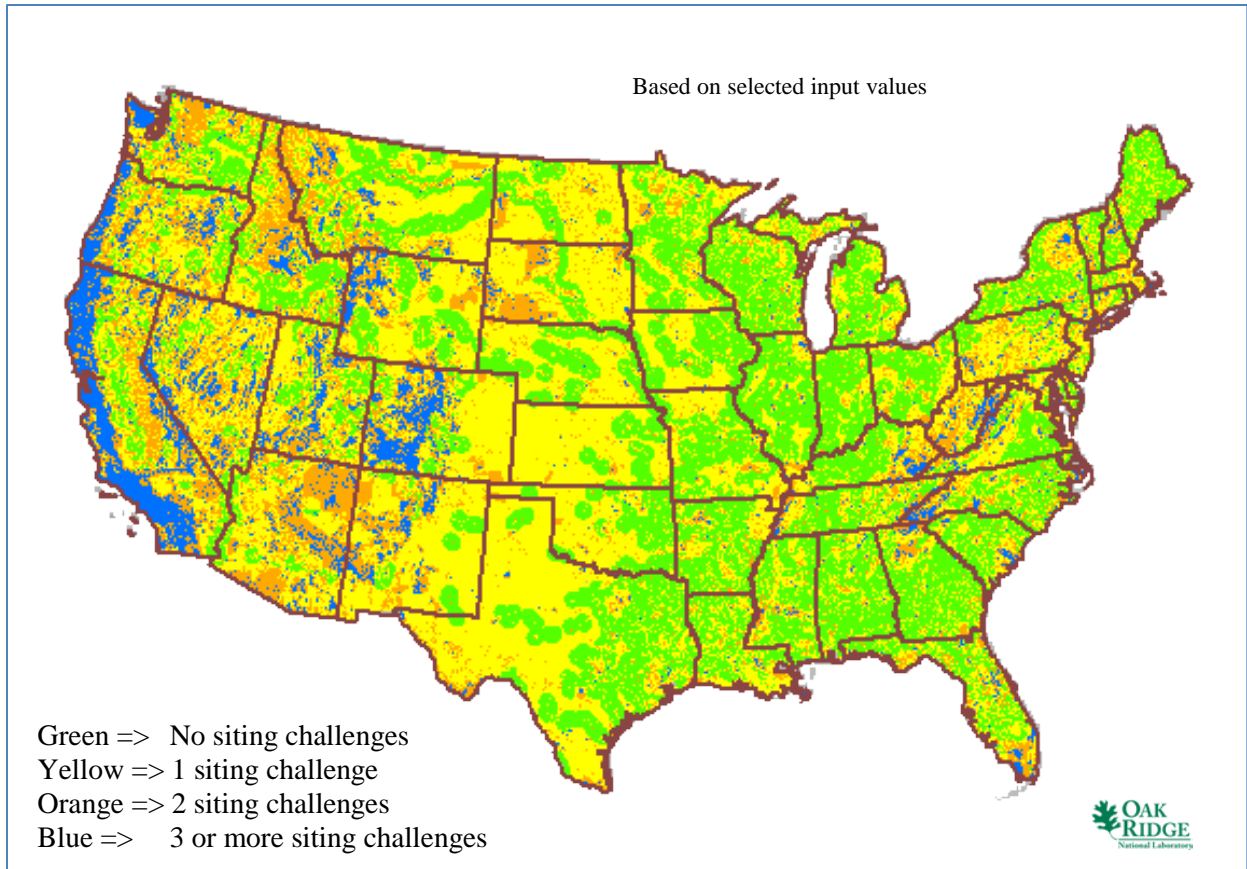 Based on selected input values
Green => No siting challenges
Yellow => 1 siting challenge
Orange => 2 siting challenges
Blue => 3 or more siting challenges
OAK
RIDGE
National Laboratory